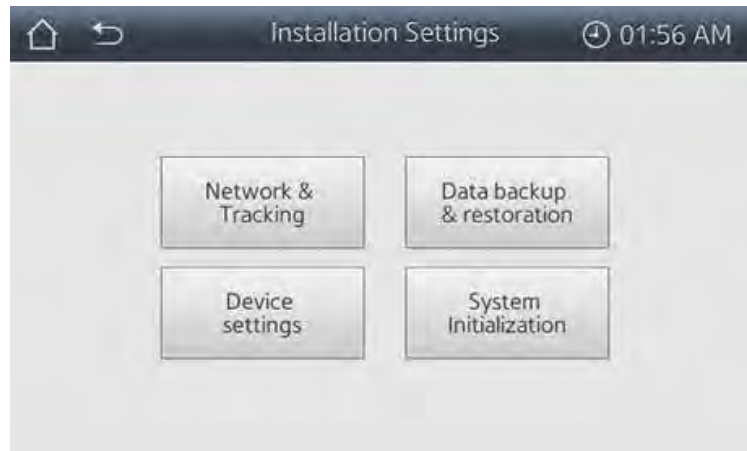 Installation Settings 01:56 AM
Network &
Tracking
Data backup
& restoration
Device
settings
System
Initialization